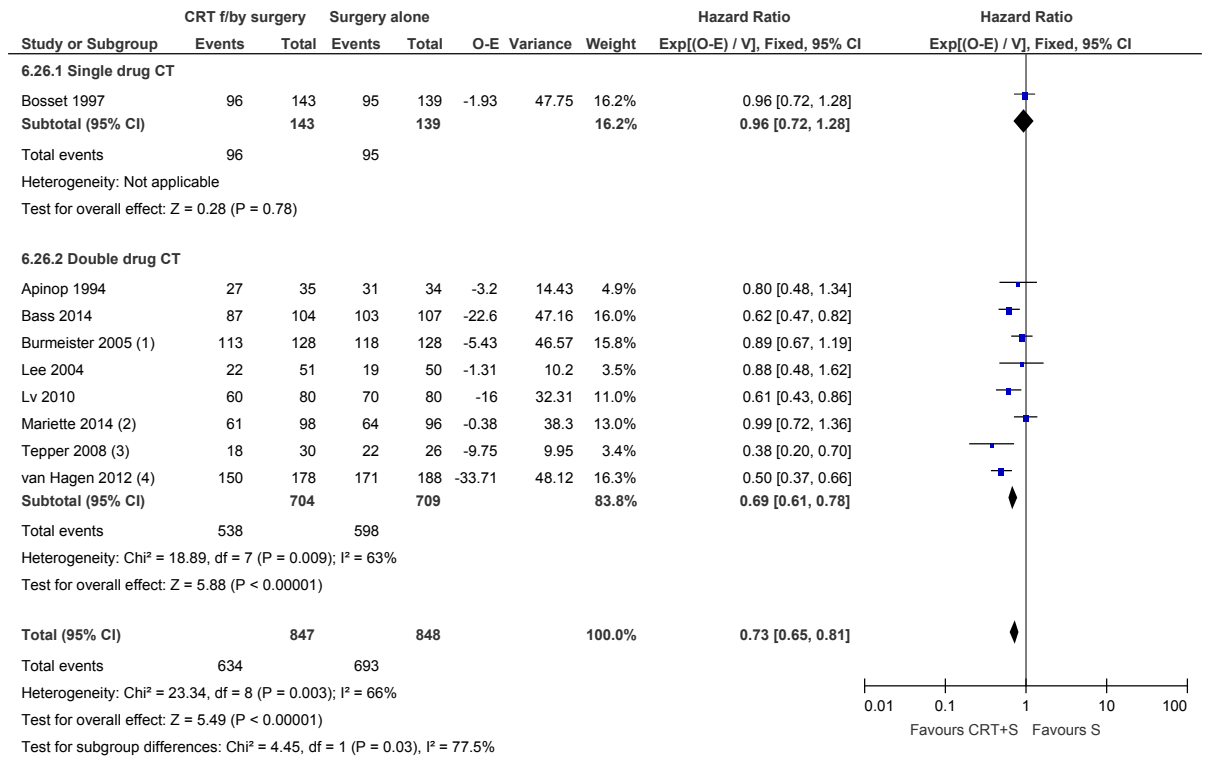 CRT f/by surgery Surgery alone Hazard Ratio Hazard Ratio
Study or Subgroup Events Total Events Total O-E Variance Weight Exp[(O-E) / V], Fixed, 95% CI Exp[(O-E) / V], Fixed, 95% CI
6.26.1 Single drug CT
Bosset 1997 96 143 95 139 -1.93 47.75 16.2% 0.96 [0.72, 1.28]
Subtotal (95% CI) 143 139 16.2% 0.96 [0.72, 1.28]
Total events 96 95
Heterogeneity: Not applicable
Test for overall effect: Z = 0.28 (P = 0.78)
6.26.2 Double drug CT
Apinop 1994 27 35 31 34 -3.2 14.43 4.9% 0.80 [0.48, 1.34]
Bass 2014 87 104 103 107 -22.6 47.16 16.0% 0.62 [0.47, 0.82]
Burmeister 2005 (1) 113 128 118 128 -5.43 46.57 15.8% 0.89 [0.67, 1.19]
Lee 2004 22 51 19 50 -1.31 10.2 3.5% 0.88 [0.48, 1.62]
Lv 2010 60 80 70 80 -16 32.31 11.0% 0.61 [0.43, 0.86]
Mariette 2014 (2) 61 98 64 96 -0.38 38.3 13.0% 0.99 [0.72, 1.36]
Tepper 2008 (3) 18 30 22 26 -9.75 9.95 3.4% 0.38 [0.20, 0.70]
van Hagen 2012 (4) 150 178 171 188 -33.71 48.12 16.3% 0.50 [0.37, 0.66]
Subtotal (95% CI) 704 709 83.8% 0.69 [0.61, 0.78]
Total events 538 598
Heterogeneity: Chi² = 18.89, df = 7 (P = 0.009); I² = 63%
Test for overall effect: Z = 5.88 (P < 0.00001)
Total (95% CI) 847 848 100.0% 0.73 [0.65, 0.81]
Total events 634 693
Heterogeneity: Chi² = 23.34, df = 8 (P = 0.003); I² = 66%
Test for overall effect: Z = 5.49 (P < 0.00001)
Test for subgroup differences: Chi² = 4.45, df = 1 (P = 0.03), I² = 77.5%
0.01 0.1 1 10 100
Favours CRT+S Favours S